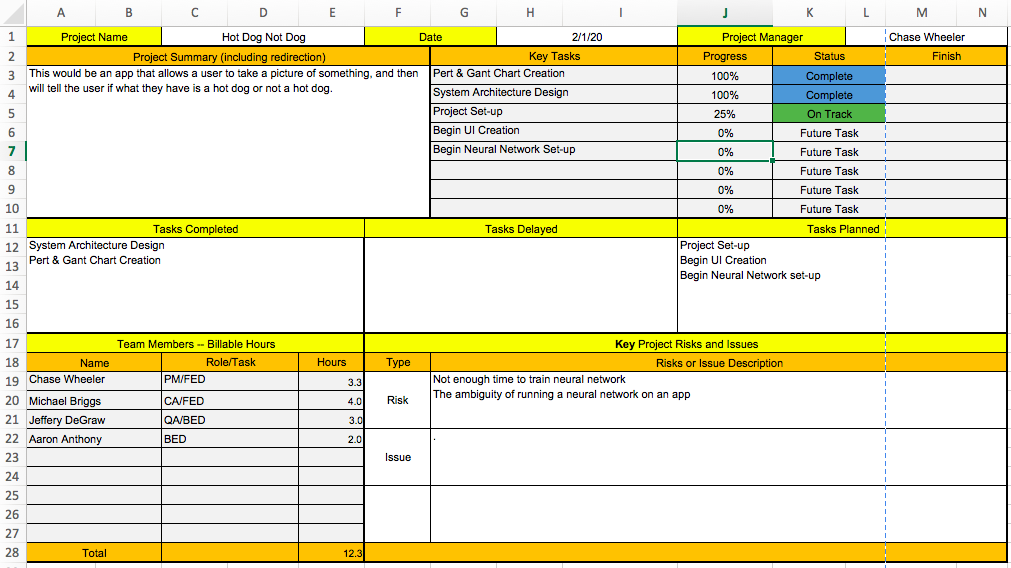 A B C D E F G H I J K L M N
1 Project Name Hot Dog Not Dog Date 2/1/20 Project Manager Chase Wheeler
2 Project Summary (including redirection) Key Tasks Progress Status Finish
3 This would be an app that allows a user to take a picture of something, and then Pert & Gant Chart Creation 100% Complete
4 will tell the user if what they have is a hot dog or not a hot dog. System Architecture Design 100% Complete
5 Project Set-up 25% On Track
6 Begin UI Creation 0% Future Task
7 Begin Neural Network Set-up 0% Future Task
8 0% Future Task
9 0% Future Task
10 0% Future Task
11 Tasks Completed Tasks Delayed Tasks Planned
12 System Architecture Design Project Set-up
13 Pert & Gant Chart Creation Begin UI Creation
14 Begin Neural Network set-up
15
16
17 Team Members -- Billable Hours Key Project Risks and Issues
18 Name Role/Task Hours Type Risks or Issue Description
19 Chase Wheeler PM/FED 3.3 Not enough time to train neural network
20 Michael Briggs CA/FED 4.0 Risk The ambiguity of running a neural network on an app
21 Jeffery DeGraw QA/BED 3.0
22 Aaron Anthony BED 2.0 .
23 Issue
24
25
26
27
28 Total 12.3